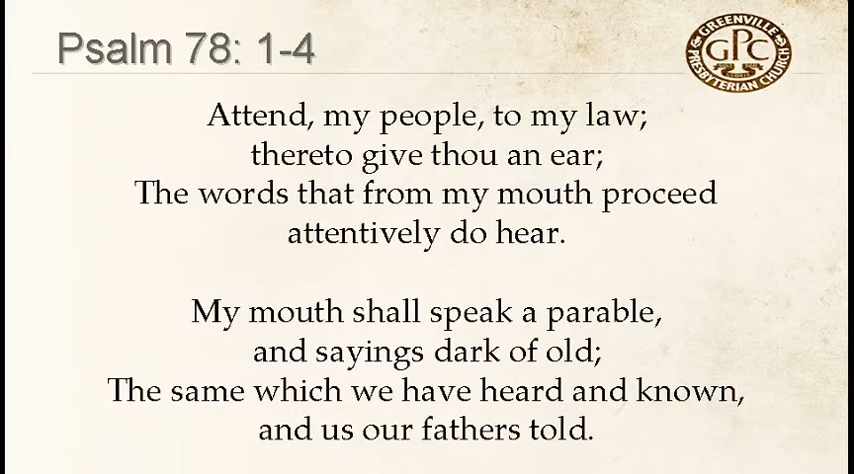 Psalm 78: 1-4
GREENVILLE
GPC
PRESBYTERIAN CHURCH
Attend, my people, to my law;
thereto give thou an ear;
The words that from my mouth proceed
attentively do hear.
My mouth shall speak a parable,
and sayings dark of old;
The same which we have heard and known,
and us our fathers told.